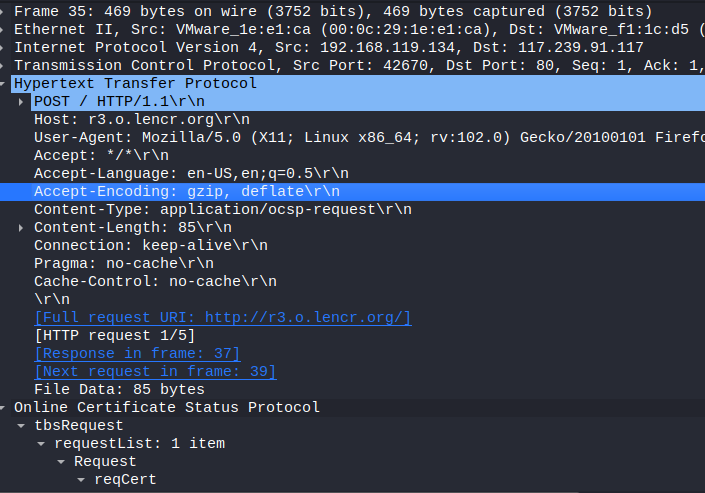 Frame 35: 469 bytes on wire (3752 bits), 469 bytes captured (3752 bits)
Ethernet II, Src: VMware_1e:e1:ca (00:0c:29:1e:e1:ca), Dst: VMware_f1:1c:d5 (
Internet Protocol Version 4, Src: 192.168.119.134, Dst: 117.239.91.117
Transmission Control Protocol, Src Port: 42670, Dst Port: 80, Seq: 1, Ack: 1,
Hypertext Transfer Protocol
POST / HTTP/1.1\r\n
Host: r3.o.lencr.org\r\n
User-Agent: Mozilla/5.0 (X11; Linux x86_64; rv:102.0) Gecko/20100101 Firefo
Accept: */*\r\n
Accept-Language: en-US,en;q=0.5\r\n
Accept-Encoding: gzip, deflate\r\n
Content-Type: application/ocsp-request\r\n
Content-Length: 85\r\n
Connection: keep-alive\r\n
Pragma: no-cache\r\n
Cache-Control: no-cache\r\n
\r\n
[Full request URI: http://r3.o.lencr.org/]
[HTTP request 1/5]
[Response in frame: 37]
[Next request in frame: 39]
File Data: 85 bytes
Online Certificate Status Protocol
tbsRequest
requestList: 1 item
Request
reqCert